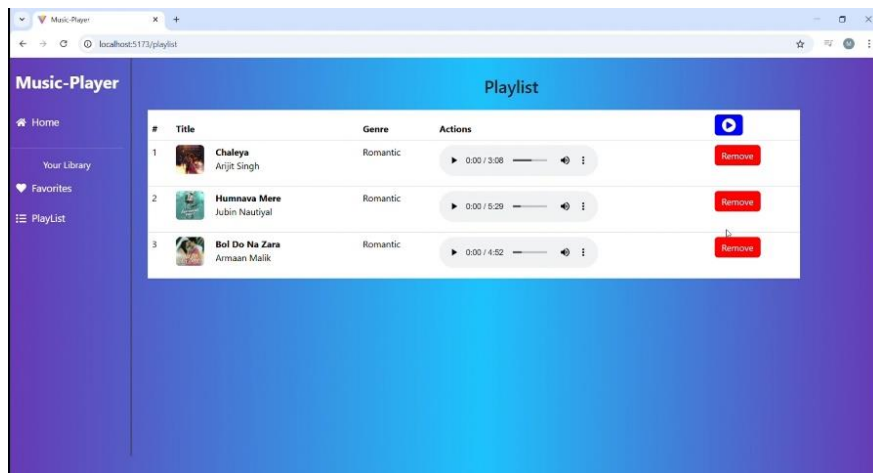 Music-Player
localhost:5173/playlist
Music-Player
Home
Your Library
Favorites
PlayList
Playlist
# Title Genre Actions
1 Chaleya Romantic 0:00 / 3:08 Remove
Arijit Singh
2 Humnava Mere Romantic 0:00 / 5:29 Remove
Jubin Nautiyal
3 Bol Do Na Zara Romantic 0:00 / 4:52 Remove
Armaan Malik